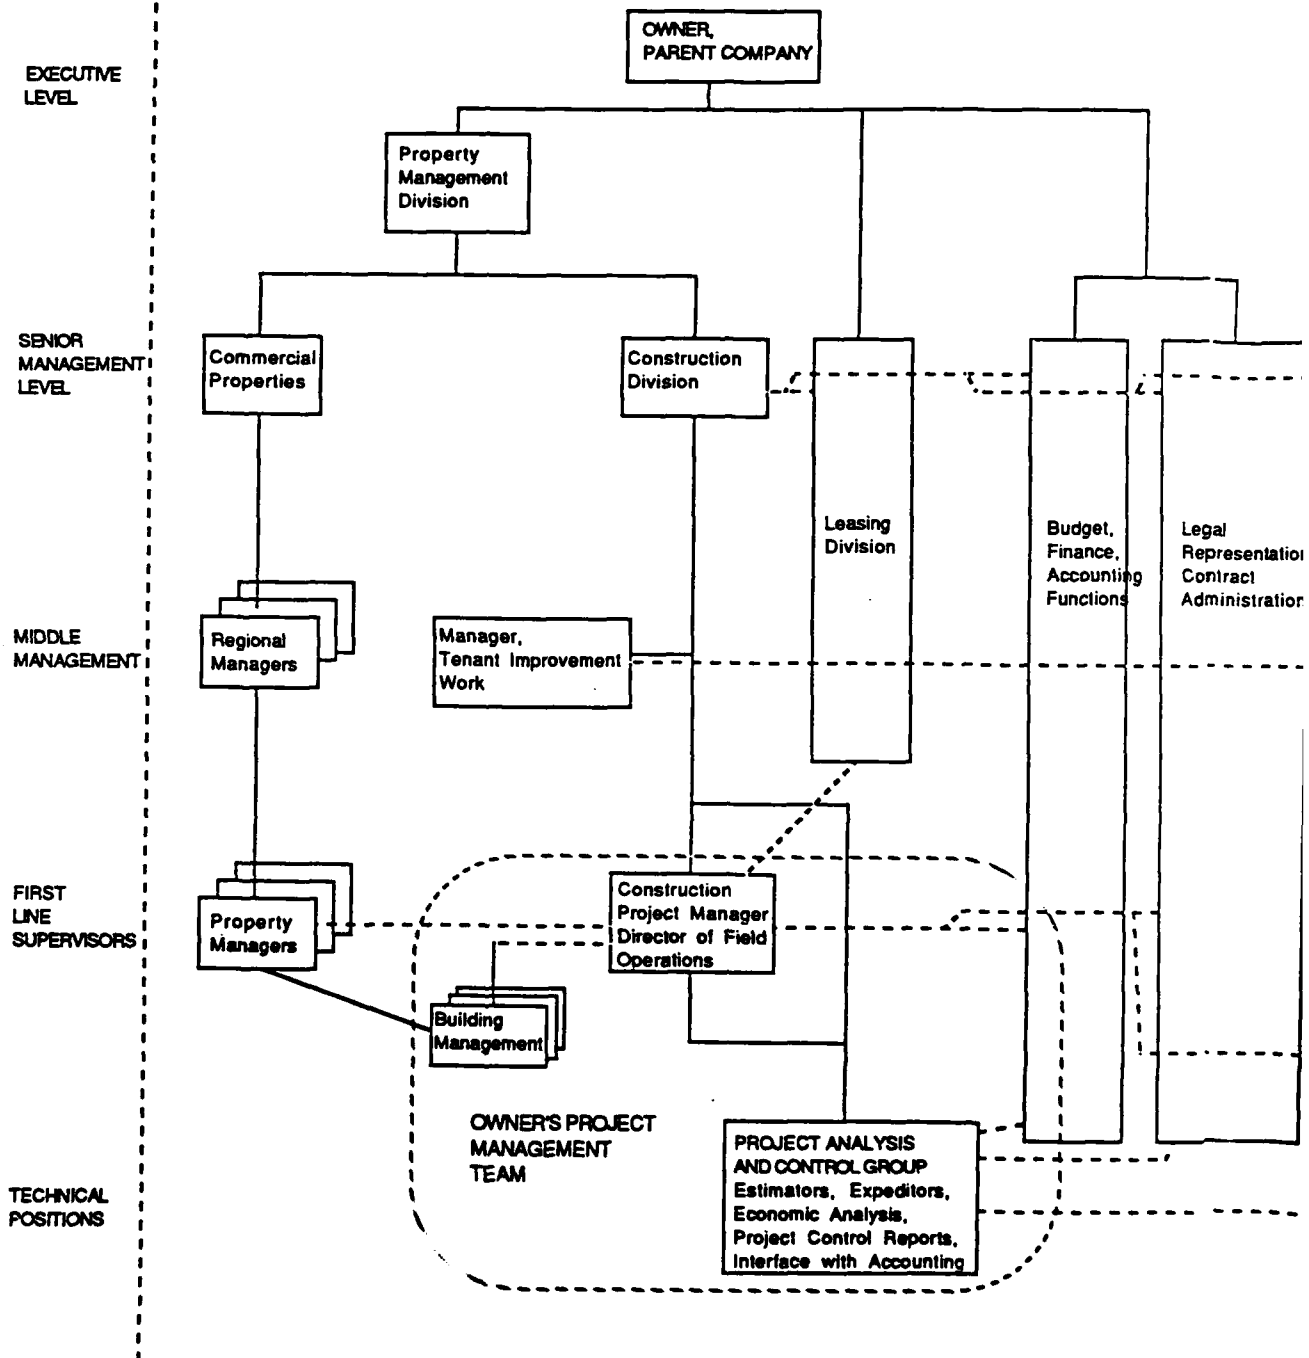 OWNER,
PARENT COMPANY
EXECUTIVE
LEVEL
Property
Management
Division
SENIOR
MANAGEMENT
LEVEL
Commercial
Properties
Construction
Division
Leasing
Division
Budget,
Finance,
Accounting
Functions
Legal
Representation
Contract
Administration
MIDDLE
MANAGEMENT
Regional
Managers
Manager,
Tenant Improvement
Work
FIRST
LINE
SUPERVISORS
Property
Managers
Construction
Project Manager
Director of Field
Operations
Building
Management
OWNER'S PROJECT
MANAGEMENT
TEAM
TECHNICAL
POSITIONS
PROJECT ANALYSIS
AND CONTROL GROUP
Estimators, Expeditors,
Economic Analysis,
Project Control Reports,
Interface with Accounting